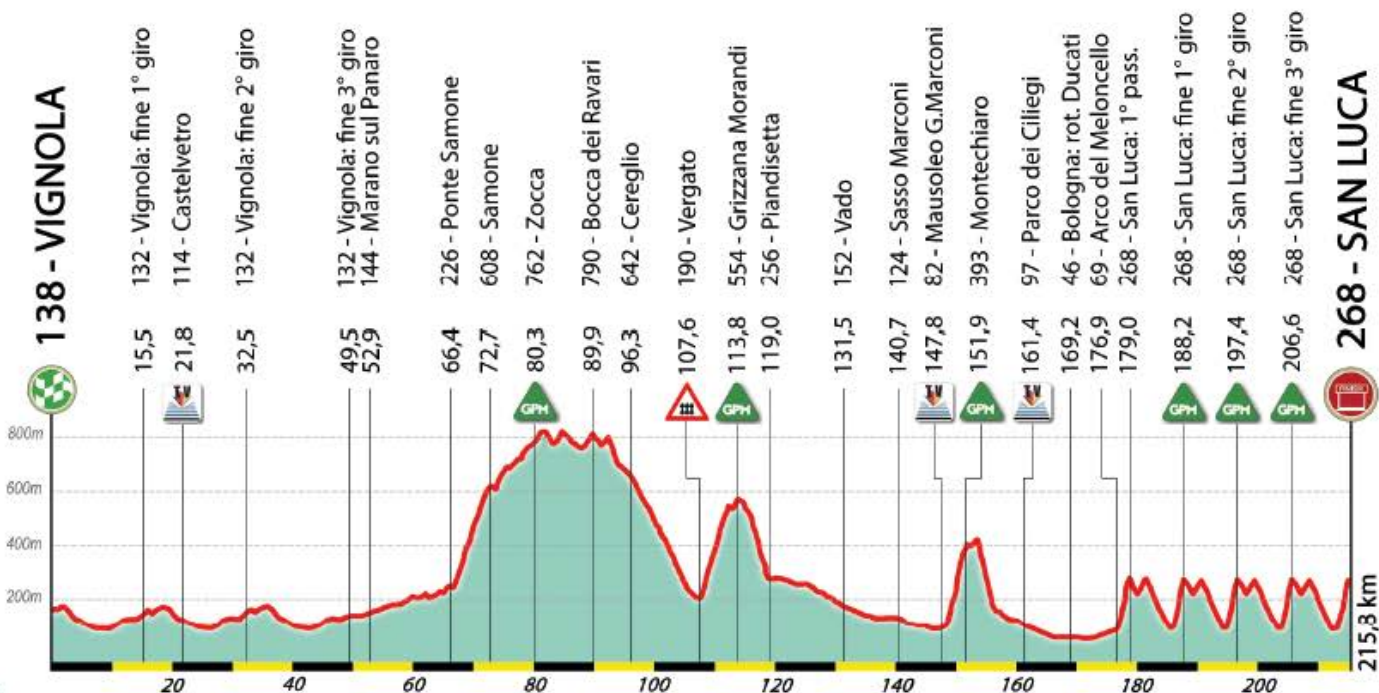 138 - VIGNOLA
132 - Vignola: fine 1° giro
114 - Castelvetro
132 - Vignola: fine 2° giro
132 - Vignola: fine 3° giro
144 - Marano sul Panaro
226 - Ponte Samone
608 - Samone
762 - Zocca
790 - Bocca dei Ravari
642 - Cereglio
190 - Vergato
554 - Grizzana Morandi
256 - Piandisetta
152 - Vado
124 - Sasso Marconi
82 - Mausoleo G.Marconi
393 - Montechiaro
97 - Parco dei Ciliegi
46 - Bologna: rot. Ducati
69 - Arco del Meloncello
268 - San Luca: 1° pass.
268 - San Luca: fine 1° giro
268 - San Luca: fine 2° giro
268 - San Luca: fine 3° giro
268 - SAN LUCA
15,5
21,8
32,5
49,5
52,9
66,4
72,7
80,3
89,9
96,3
107,6
113,8
119,0
131,5
140,7
147,8
151,9
161,4
169,2
176,9
179,0
188,2
197,4
206,6
T.V
GPM
GPM
T.V
GPM
T.V
GPM
GPM
GPM
800m
600m
400m
200m
215,8 km
20 40 60 80 100 120 140 160 180 200